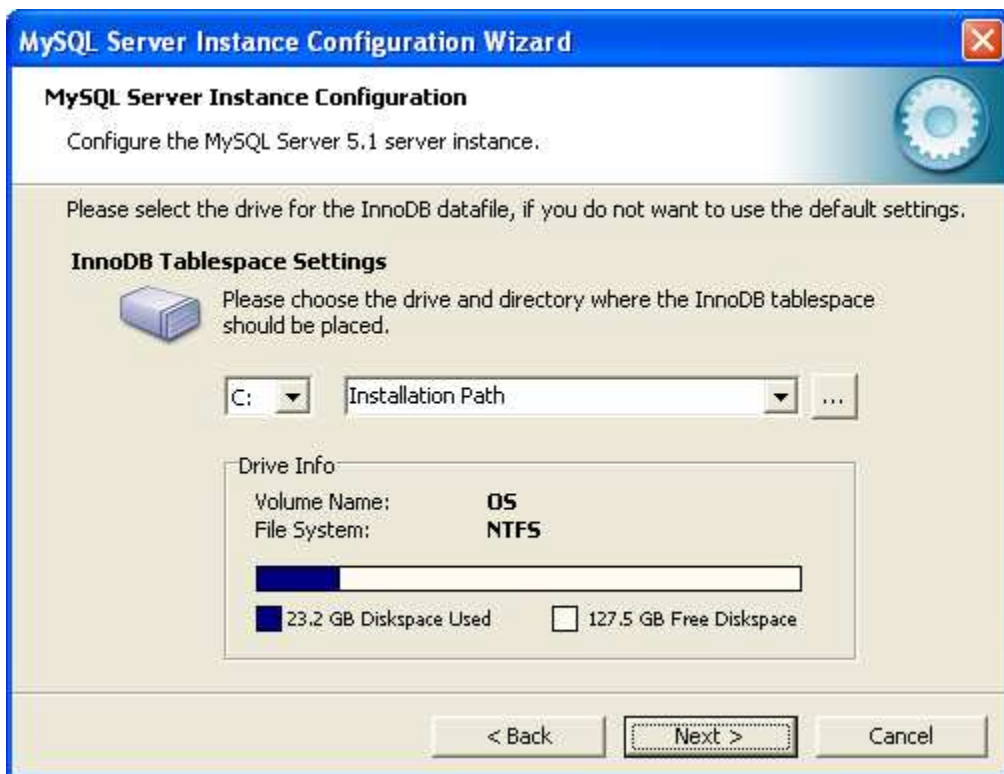 MySQL Server Instance Configuration Wizard
MySQL Server Instance Configuration
Configure the MySQL Server 5.1 server instance.
Please select the drive for the InnoDB datafile, if you do not want to use the default settings.
InnoDB Tablespace Settings
Please choose the drive and directory where the InnoDB tablespace
should be placed.
C: Installation Path ...
Drive Info
Volume Name: OS
File System: NTFS
23.2 GB Diskspace Used 127.5 GB Free Diskspace
< Back Next > Cancel